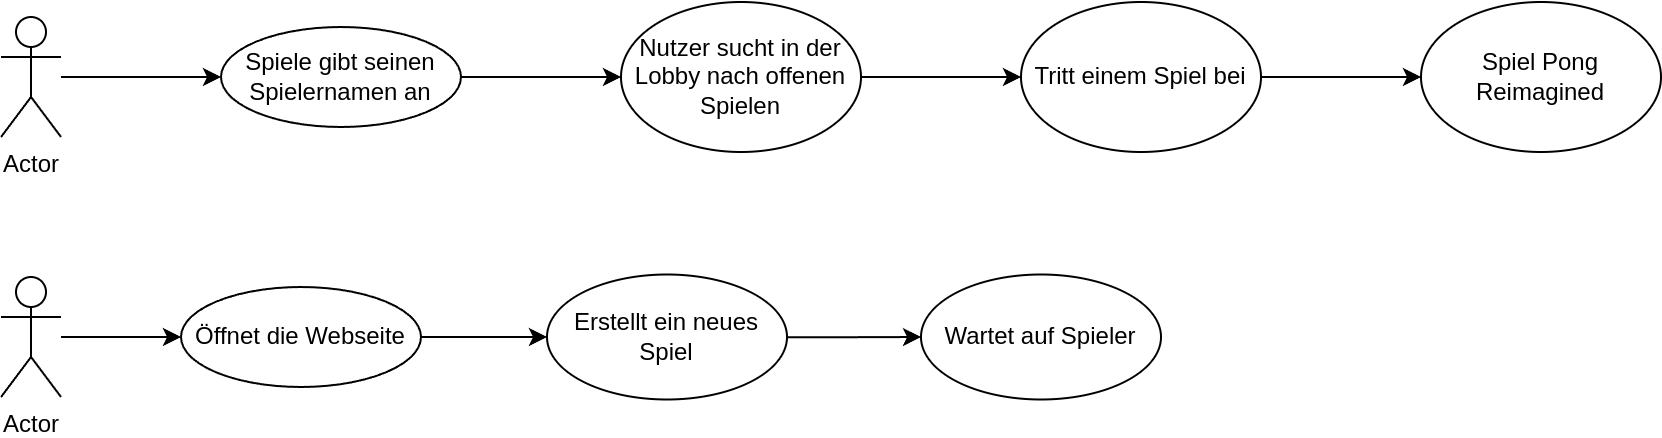 Spiele gibt seinen
Spielernamen an
Nutzer sucht in der
Lobby nach offenen
Spielen
Tritt einem Spiel bei
Spiel Pong
Reimagined
Actor
Öffnet die Webseite
Erstellt ein neues
Spiel
Wartet auf Spieler
Actor